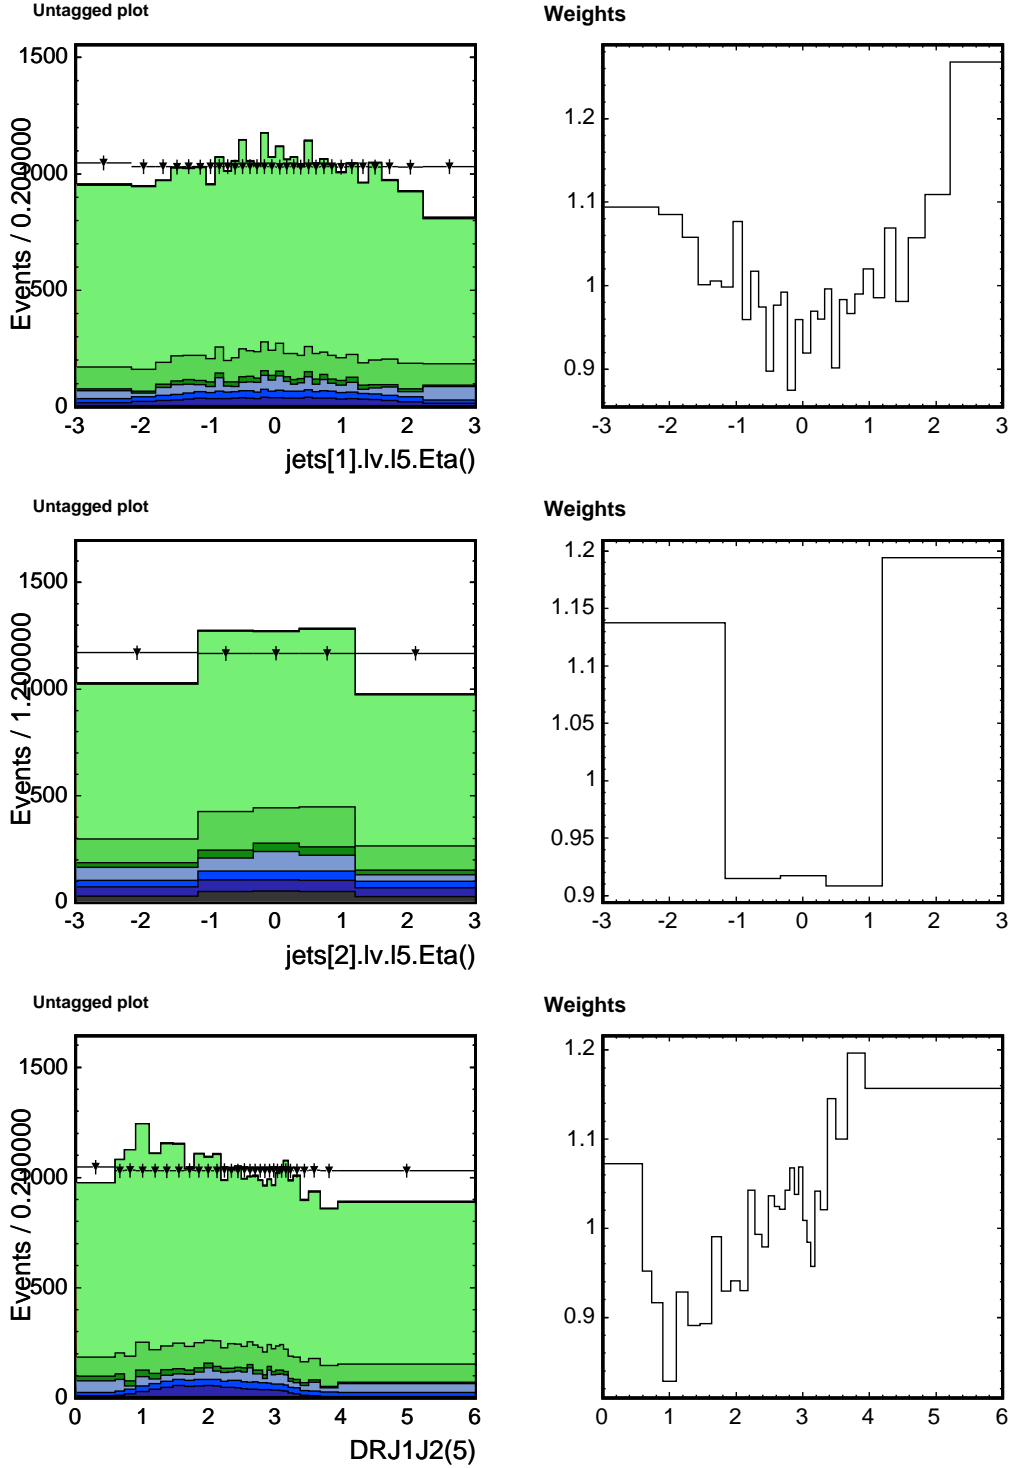 Untagged plot
Weights
1500
1000
500
0
Events / 0.200000
-3 -2 -1 0 1 2 3
jets[1].lv.l5.Eta()
1.2
1.1
1
0.9
-3 -2 -1 0 1 2 3
Untagged plot
Weights
1500
1000
500
0
Events / 1.200000
-3 -2 -1 0 1 2 3
jets[2].lv.l5.Eta()
1.2
1.15
1.1
1.05
1
0.95
0.9
-3 -2 -1 0 1 2 3
Untagged plot
Weights
1500
1000
500
0
Events / 0.200000
0 1 2 3 4 5 6
DRJ1J2(5)
1.2
1.1
1
0.9
0 1 2 3 4 5 6